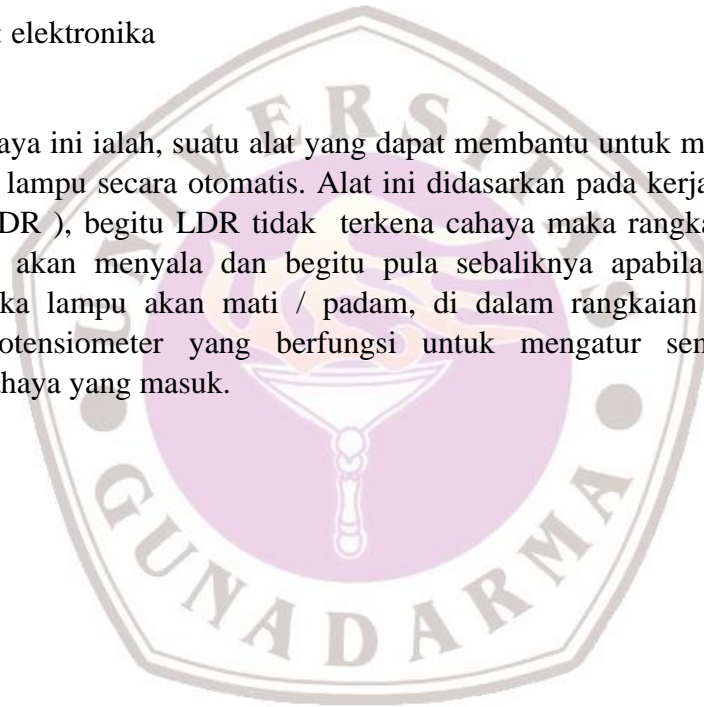 : elektronika
aya ini ialah, suatu alat yang dapat membantu untuk m
lampu secara otomatis. Alat ini didasarkan pada kerja
DR ), begitu LDR tidak terkena cahaya maka rangka
akan menyala dan begitu pula sebaliknya apabila
ka lampu akan mati / padam, di dalam rangkaian
otensiometer yang berfungsi untuk mengatur sen
haya yang masuk.
UNIVERSITAS
GUNADARMA